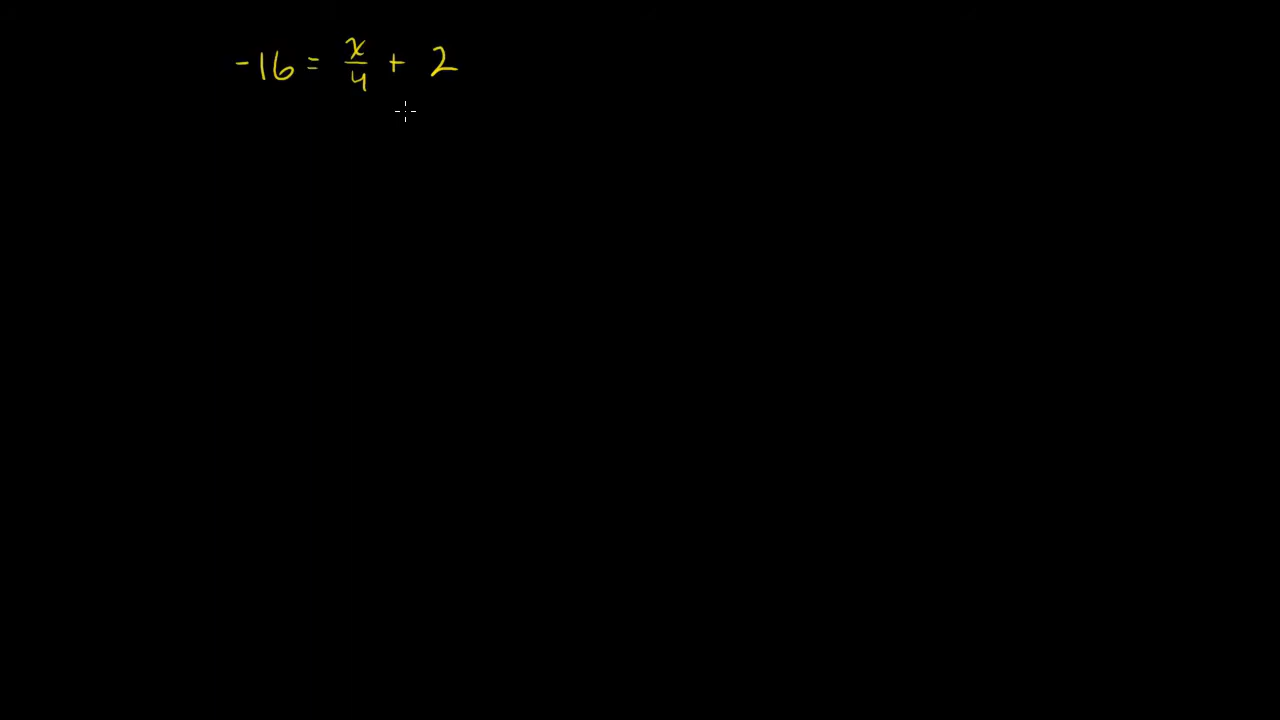 -16 = x/4 + 2